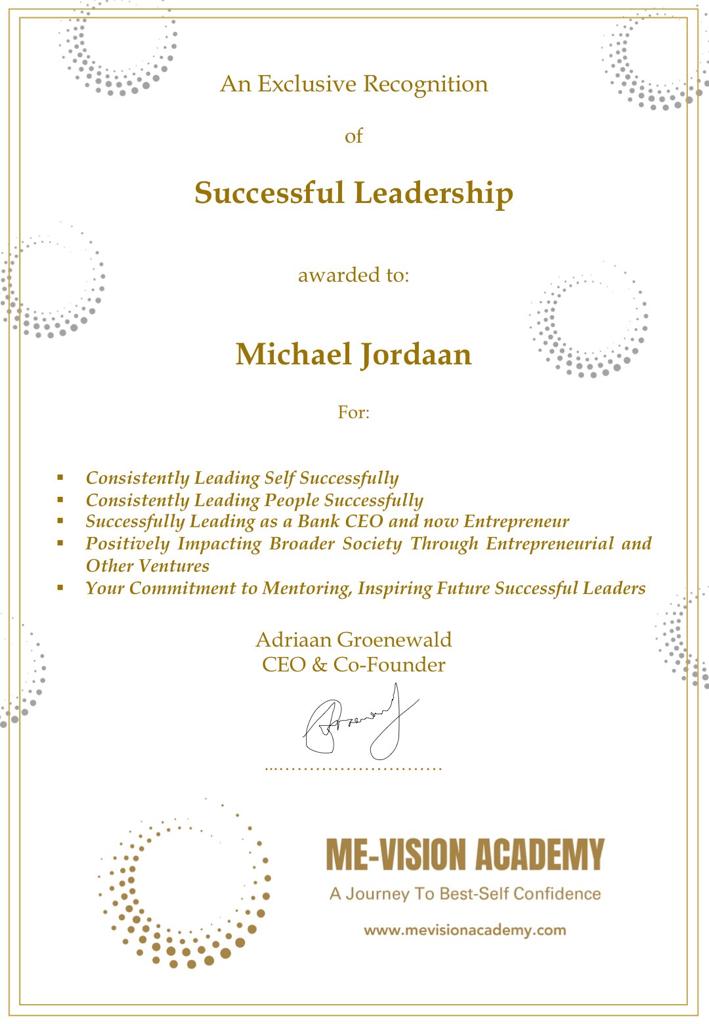 An Exclusive Recognition
of
Successful Leadership
awarded to:
Michael Jordaan
For:
▪ Consistently Leading Self Successfully
▪ Consistently Leading People Successfully
▪ Successfully Leading as a Bank CEO and now Entrepreneur
▪ Positively Impacting Broader Society Through Entrepreneurial and
Other Ventures
▪ Your Commitment to Mentoring, Inspiring Future Successful Leaders
Adriaan Groenewald
CEO & Co-Founder
............................
ME-VISION ACADEMY
A Journey To Best-Self Confidence
www.mevisionacademy.com